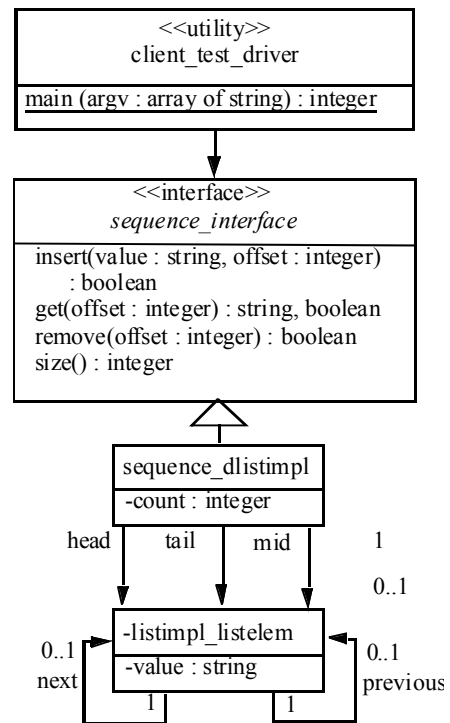 <<utility>>
client_test_driver
main (argv : array of string) : integer
<<interface>>
sequence_interface
insert(value : string, offset : integer)
: boolean
get(offset : integer) : string, boolean
remove(offset : integer) : boolean
size() : integer
sequence_dlistimpl
-count : integer
head tail mid 1
0..1
-listimpl_listelem
-value : string
0..1
next
0..1
previous
1 1